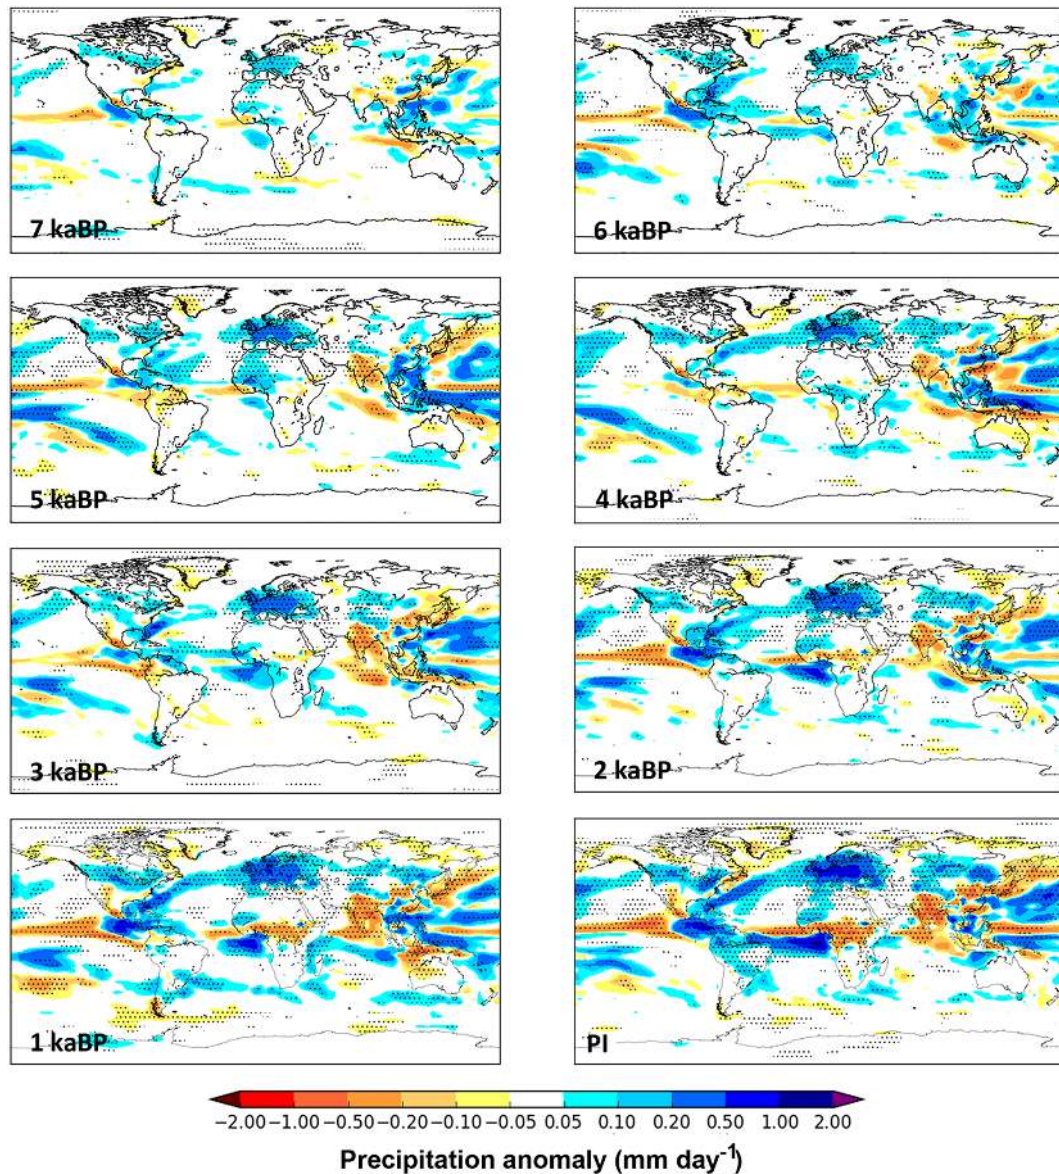 7 kaBP
6 kaBP
5 kaBP
4 kaBP
3 kaBP
2 kaBP
1 kaBP
PI
−2.00 −1.00 −0.50 −0.20 −0.10 −0.05 0.05 0.10 0.20 0.50 1.00 2.00
Precipitation anomaly (mm day⁻¹)